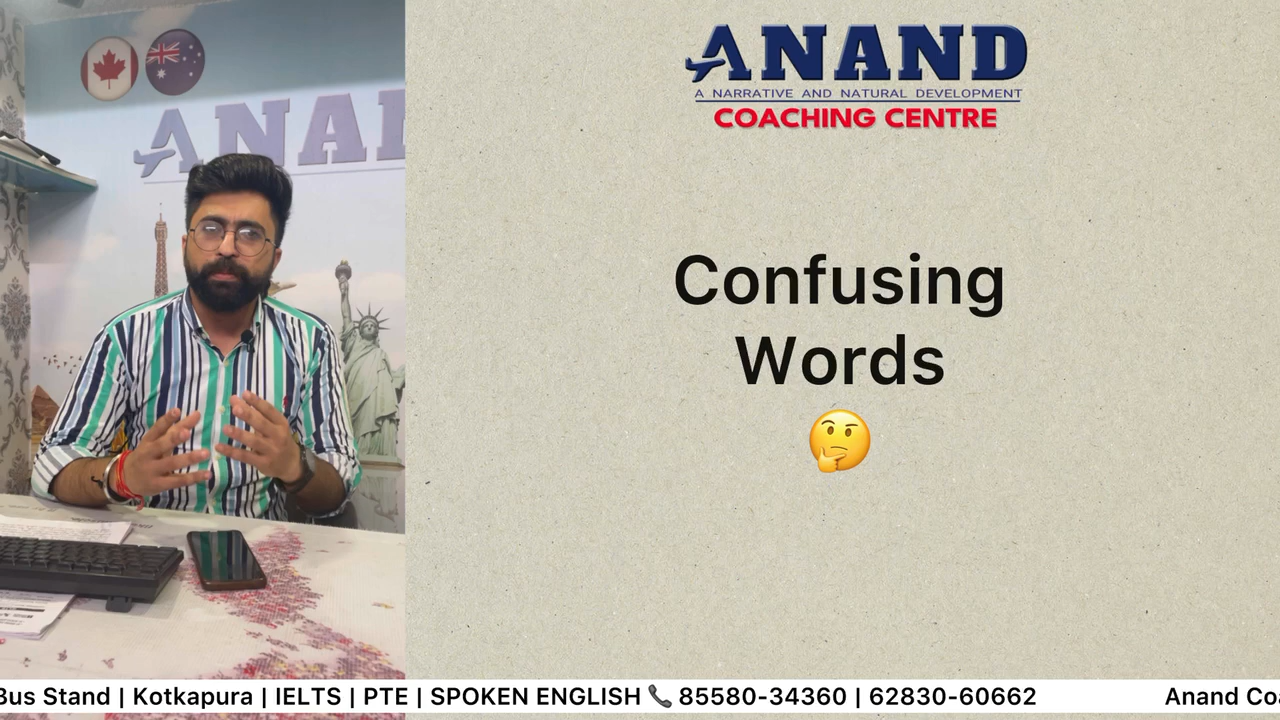 ANAND
A NARRATIVE AND NATURAL DEVELOPMENT
COACHING CENTRE
ANA
Confusing
Words
Bus Stand | Kotkapura | IELTS | PTE | SPOKEN ENGLISH 📞 85580-34360 | 62830-60662 Anand Co